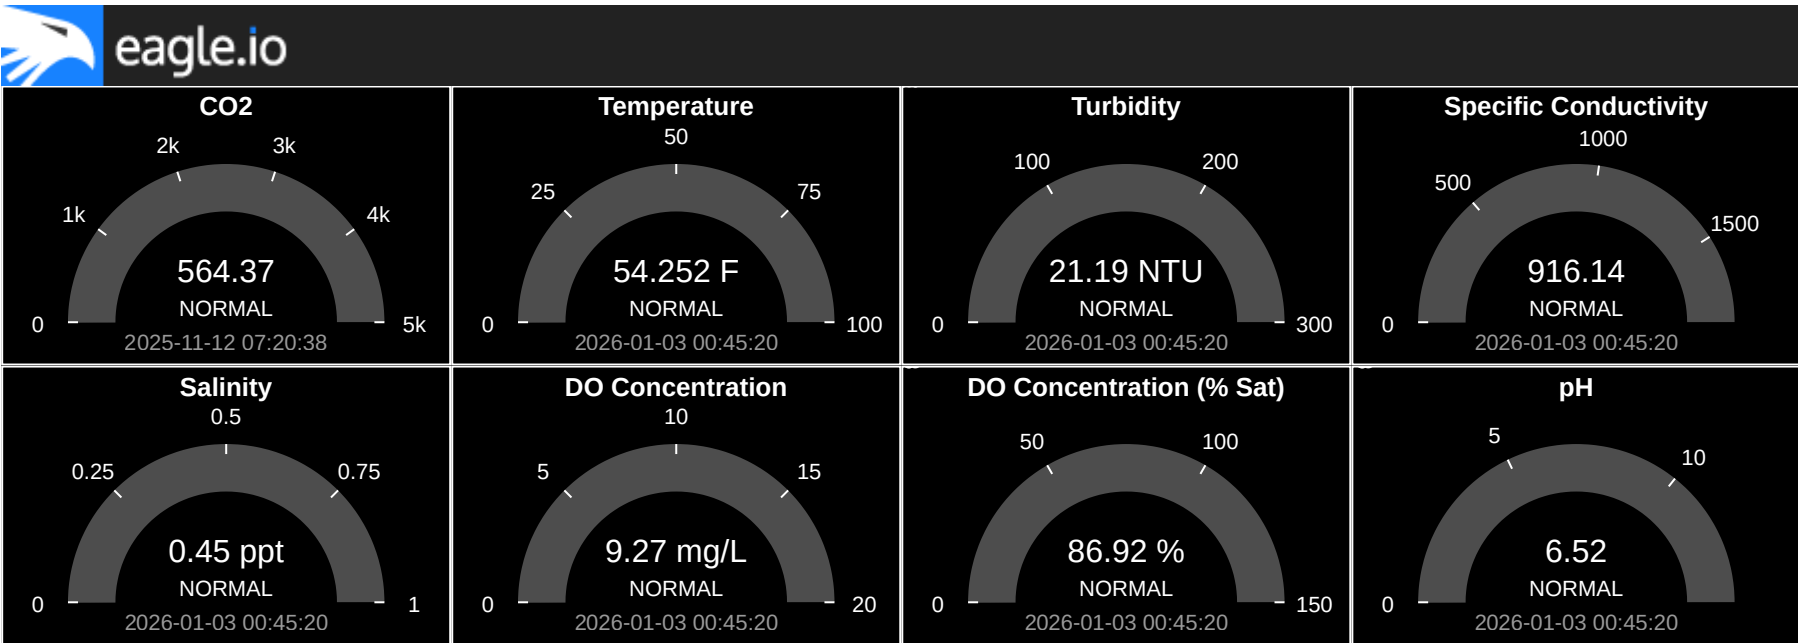 eagle.io
CO2
2k
3k
1k
4k
564.37
NORMAL
0
5k
2025-11-12 07:20:38
Temperature
50
25
75
54.252 F
NORMAL
0
100
2026-01-03 00:45:20
Turbidity
100
200
21.19 NTU
NORMAL
0
300
2026-01-03 00:45:20
Specific Conductivity
1000
500
1500
916.14
NORMAL
0
2026-01-03 00:45:20
Salinity
0.5
0.25
0.75
0.45 ppt
NORMAL
0
1
2026-01-03 00:45:20
DO Concentration
10
5
15
9.27 mg/L
NORMAL
0
20
2026-01-03 00:45:20
DO Concentration (% Sat)
50
100
86.92 %
NORMAL
0
150
2026-01-03 00:45:20
pH
5
10
6.52
NORMAL
0
2026-01-03 00:45:20